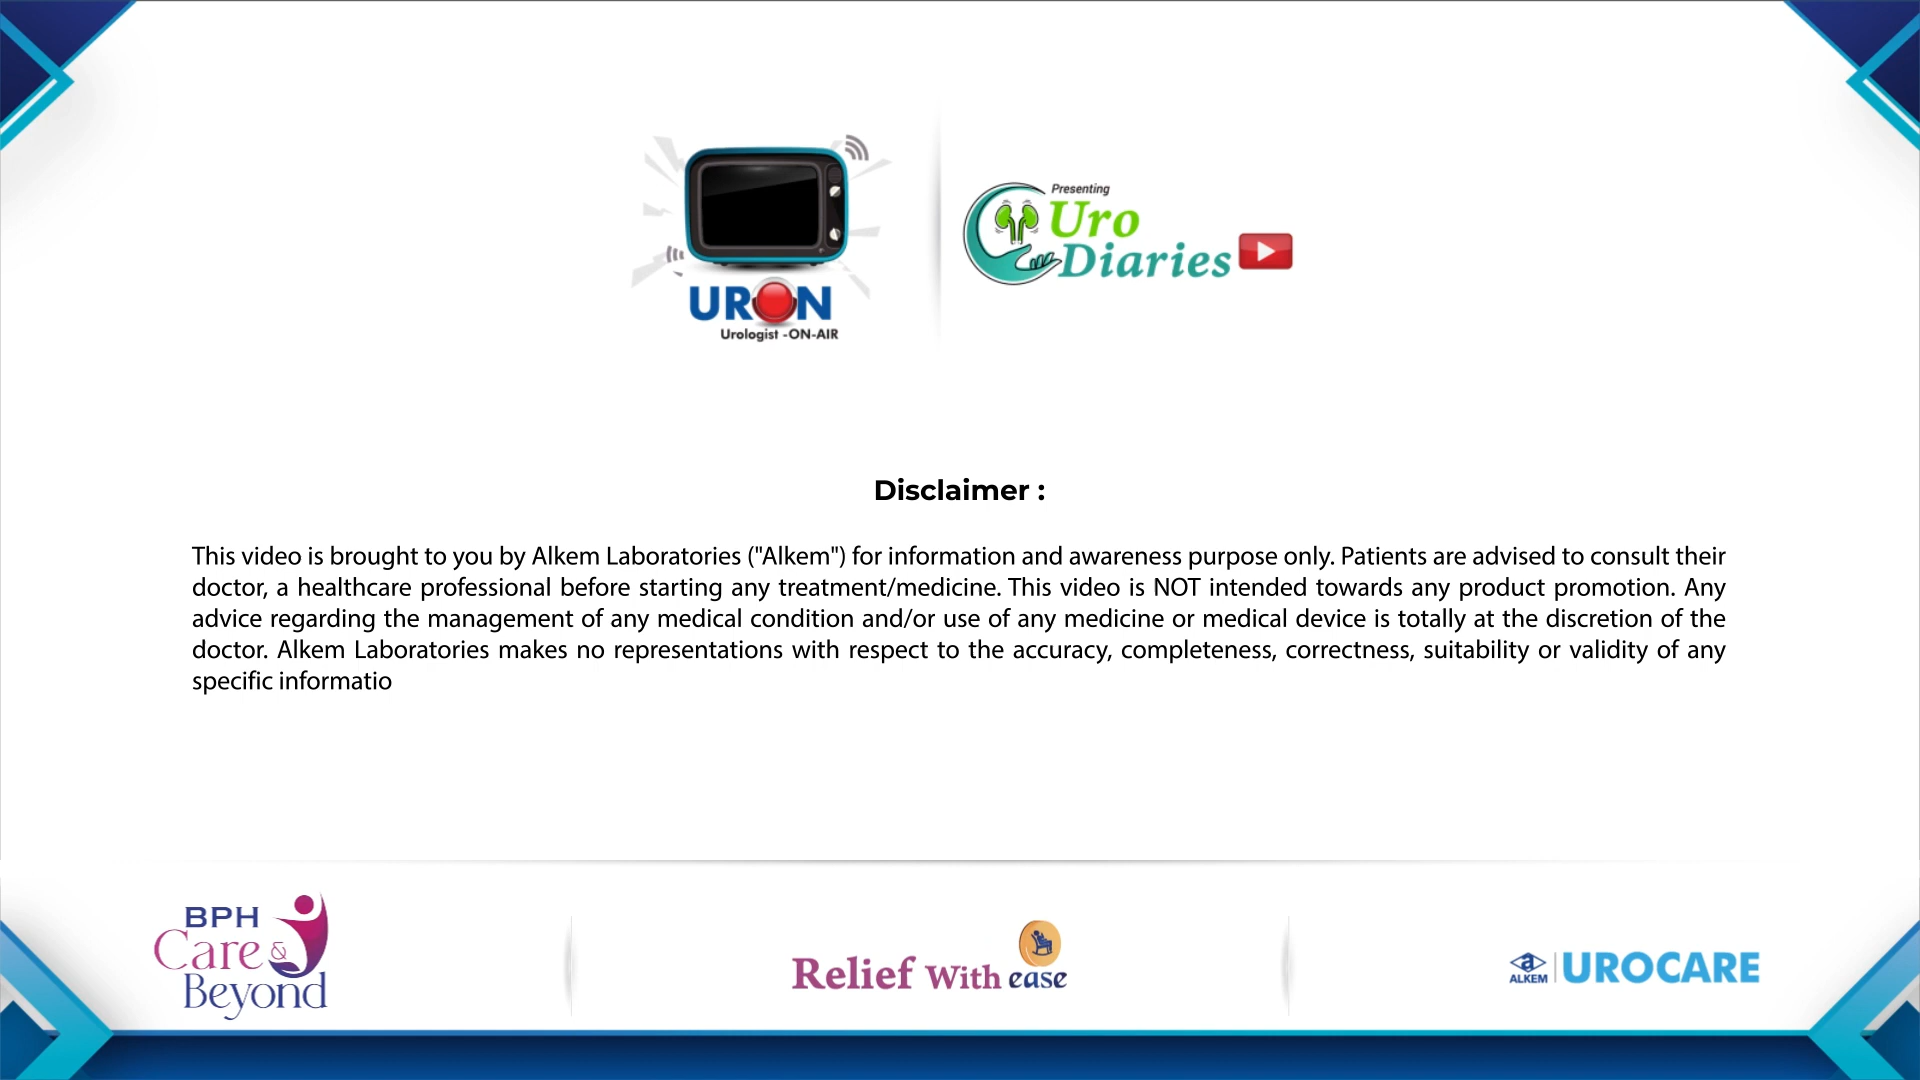 Presenting
Uro
Diaries
URON
Urologist -ON-AIR
Disclaimer :
This video is brought to you by Alkem Laboratories ("Alkem") for information and awareness purpose only. Patients are advised to consult their
doctor, a healthcare professional before starting any treatment/medicine. This video is NOT intended towards any product promotion. Any
advice regarding the management of any medical condition and/or use of any medicine or medical device is totally at the discretion of the
doctor. Alkem Laboratories makes no representations with respect to the accuracy, completeness, correctness, suitability or validity of any
specific informatio
BPH
Care &
Beyond
Relief With ease
ALKEM UROCARE